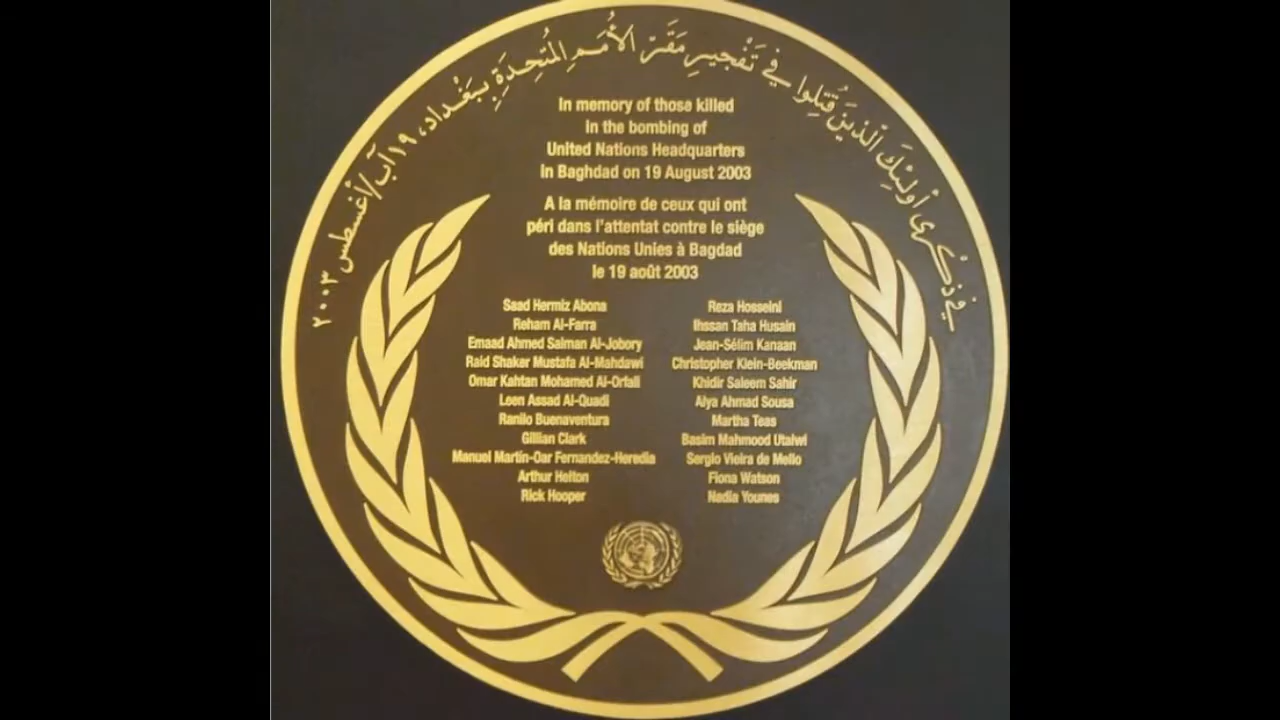 في ذكرى أولئك الذين قتلوا في تفجير مقر الأمم المتحدة ببغداد، ١٩ آب/أغسطس ٢٠٠٣
In memory of those killed
in the bombing of
United Nations Headquarters
in Baghdad on 19 August 2003
A la mémoire de ceux qui ont
péri dans l'attentat contre le siège
des Nations Unies à Bagdad
le 19 août 2003
Saad Hermiz Abona
Reham Al-Farra
Emaad Ahmed Salman Al-Jobory
Raid Shaker Mustafa Al-Mahdawi
Omar Kahtan Mohamed Al-Orfali
Leen Assad Al-Quadi
Ranilo Buenaventura
Gillian Clark
Manuel Martín-Oar Fernandez-Heredia
Arthur Helton
Rick Hooper
Reza Hosseini
Ihssan Taha Husain
Jean-Sélim Kanaan
Christopher Klein-Beekman
Khidir Saleem Sahir
Alya Ahmad Sousa
Martha Teas
Basim Mahmood Utaiwi
Sergio Vieira de Mello
Fiona Watson
Nadia Younes